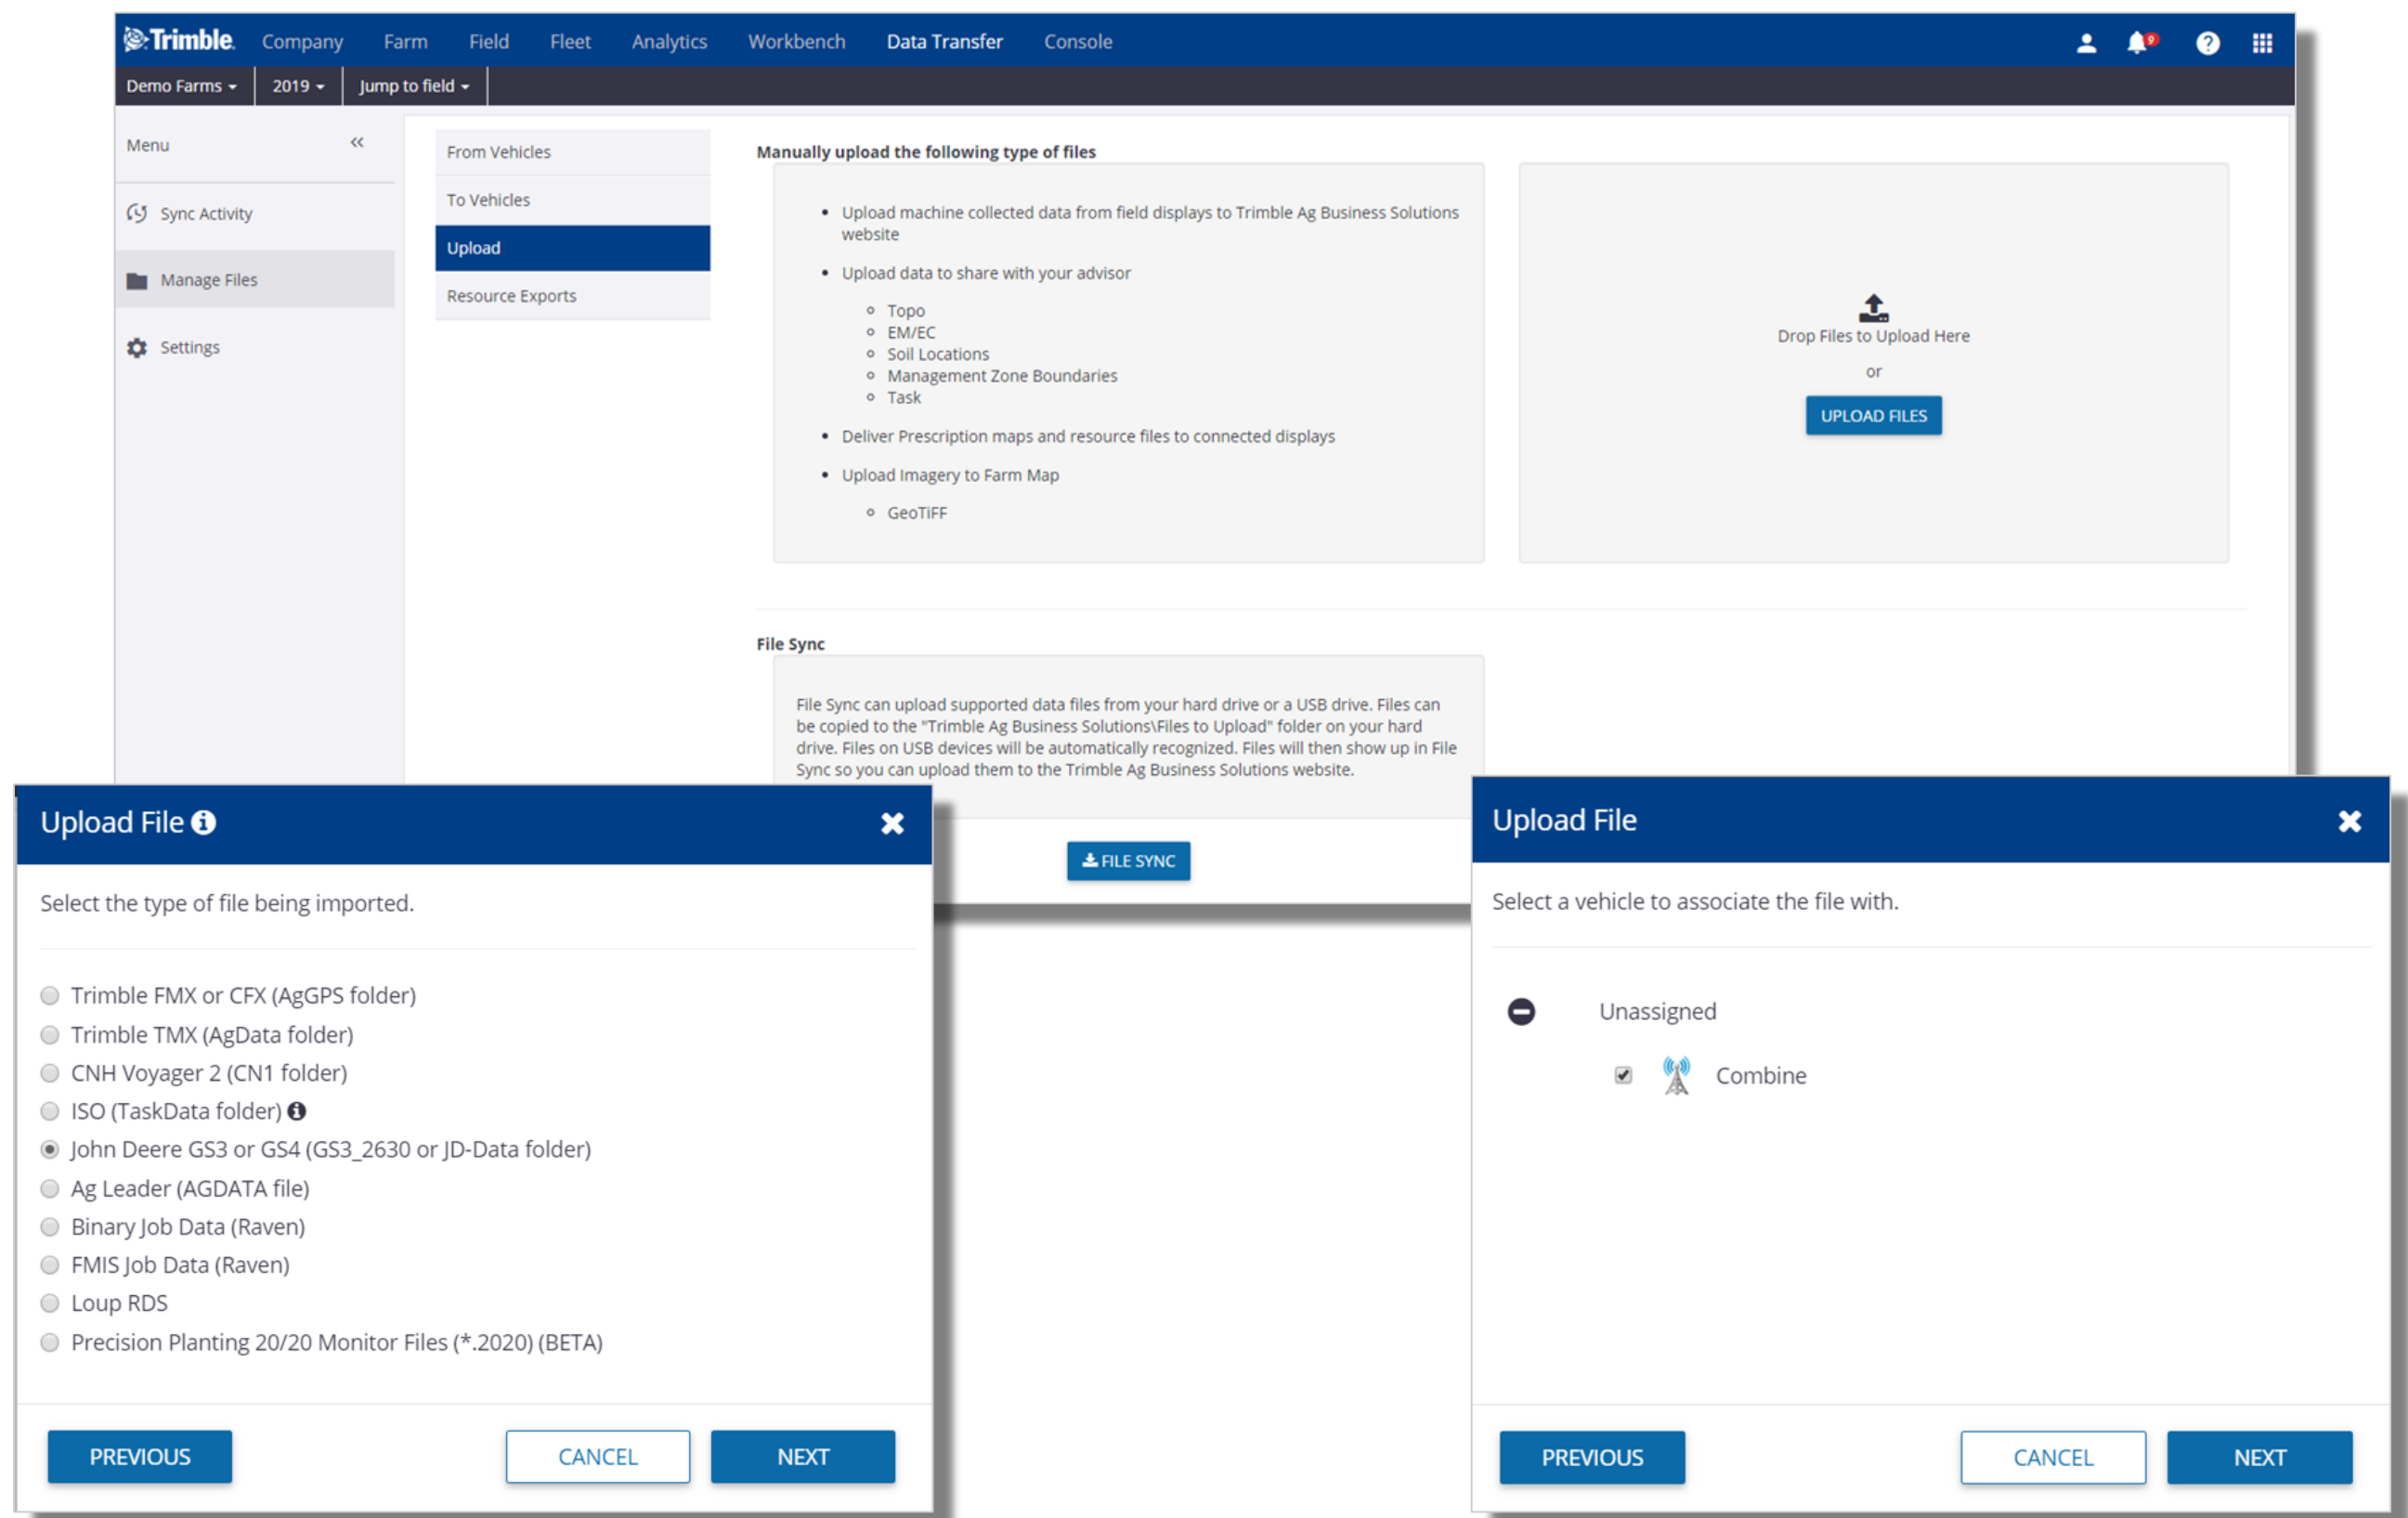 Trimble. Company Farm Field Fleet Analytics Workbench Data Transfer Console 9 ?
Demo Farms 2019 Jump to field
Menu «
Sync Activity
Manage Files
Settings
From Vehicles
To Vehicles
Upload
Resource Exports
Manually upload the following type of files
• Upload machine collected data from field displays to Trimble Ag Business Solutions
website
• Upload data to share with your advisor
Topo
EM/EC
Soil Locations
Management Zone Boundaries
Task
• Deliver Prescription maps and resource files to connected displays
• Upload Imagery to Farm Map
GeoTiFF
Drop Files to Upload Here
or
UPLOAD FILES
File Sync
File Sync can upload supported data files from your hard drive or a USB drive. Files can
be copied to the "Trimble Ag Business Solutions\Files to Upload" folder on your hard
drive. Files on USB devices will be automatically recognized. Files will then show up in File
Sync so you can upload them to the Trimble Ag Business Solutions website.
FILE SYNC
Upload File
Select the type of file being imported.
Trimble FMX or CFX (AgGPS folder)
Trimble TMX (AgData folder)
CNH Voyager 2 (CN1 folder)
ISO (TaskData folder)
John Deere GS3 or GS4 (GS3_2630 or JD-Data folder)
Ag Leader (AGDATA file)
Binary Job Data (Raven)
FMIS Job Data (Raven)
Loup RDS
Precision Planting 20/20 Monitor Files (*.2020) (BETA)
PREVIOUS CANCEL NEXT
Upload File
Select a vehicle to associate the file with.
Unassigned
Combine
PREVIOUS CANCEL NEXT